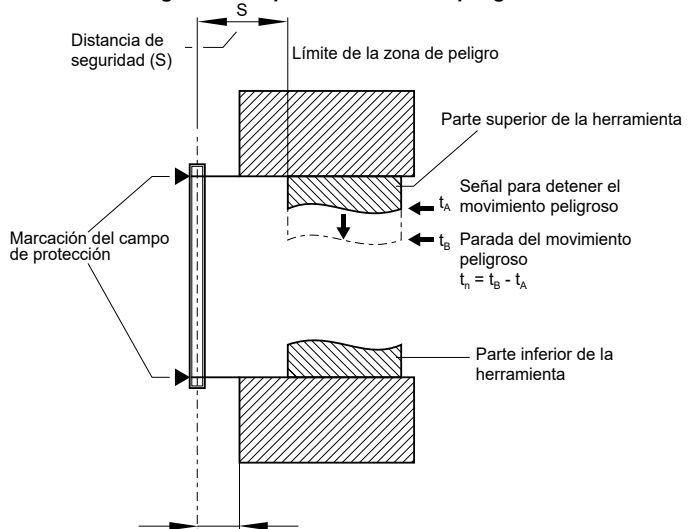 S
Distancia de
seguridad (S)
Límite de la zona de peligro
Parte superior de la herramienta
tA Señal para detener el
movimiento peligroso
Marcación del campo
de protección
tB Parada del movimiento
peligroso
tn = tB - tA
Parte inferior de la
herramienta